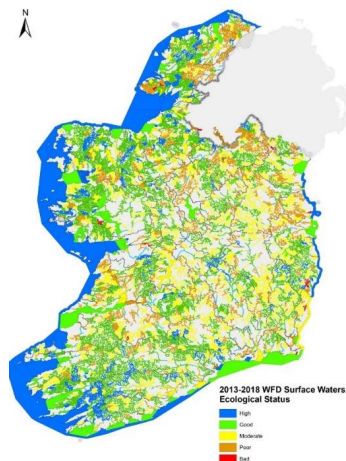 N
2013-2018 WFD Surface Waters
Ecological Status
High
Good
Moderate
Poor
Bad